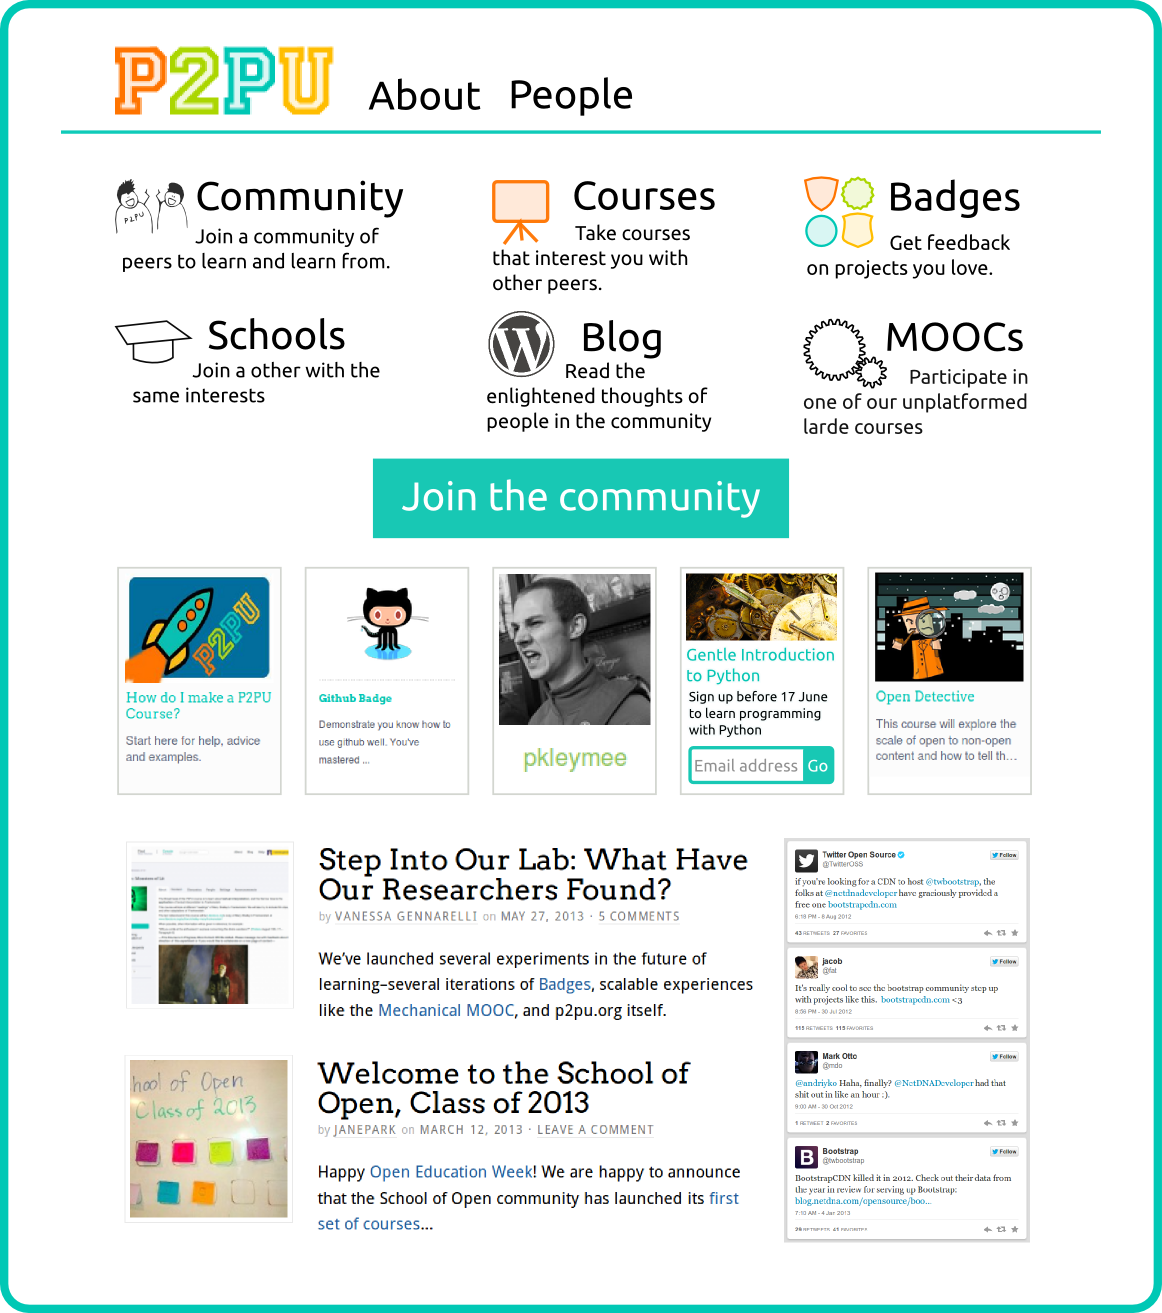 P2PU
About People
Community
Join a community of
peers to learn and learn from.
P2PU
Courses
Take courses
that interest you with
other peers.
Badges
Get feedback
on projects you love.
Schools
Join a other with the
same interests
Blog
Read the
enlightened thoughts of
people in the community
MOOCs
Participate in
one of our unplatformed
larde courses
Join the community
P2PU
How do I make a P2PU
Course?
Start here for help, advice
and examples.
Github Badge
Demonstrate you know how to
use github well. You've
mastered ...
pkleymee
Gentle Introduction
to Python
Sign up before 17 June
to learn programming
with Python
Email address Go
Open Detective
This course will explore the
scale of open to non-open
content and how to tell th...
Step Into Our Lab: What Have
Our Researchers Found?
by VANESSA GENNARELLI on MAY 27, 2013 · 5 COMMENTS
We've launched several experiments in the future of
learning–several iterations of Badges, scalable experiences
like the Mechanical MOOC, and p2pu.org itself.
hool of Open
Class of 2013
Welcome to the School of
Open, Class of 2013
by JANEPARK on MARCH 12, 2013 · LEAVE A COMMENT
Happy Open Education Week! We are happy to announce
that the School of Open community has launched its first
set of courses...
Twitter Open Source
@TwitterOSS
Follow
if you're looking for a CDN to host @twbootstrap, the
folks at @netdnadeveloper have graciously provided a
free one bootstrapcdn.com
6:19 PM - 8 Aug 2012
43 RETWEETS 27 FAVORITES
jacob
@fat
Follow
It's really cool to see the bootstrap community step up
with projects like this. bootstrapcdn.com <3
8:56 PM - 30 Jul 2012
115 RETWEETS 115 FAVORITES
Mark Otto
@mdo
Follow
@andriyko Haha, finally? @NetDNADeveloper had that
shit out in like an hour :).
9:00 AM - 30 Oct 2012
1 RETWEET 2 FAVORITES
Bootstrap
@twbootstrap
Follow
BootstrapCDN killed it in 2012. Check out their data from
the year in review for serving up Bootstrap:
blog.netdna.com/opensource/boo...
7:10 AM - 4 Jan 2013
29 RETWEETS 41 FAVORITES